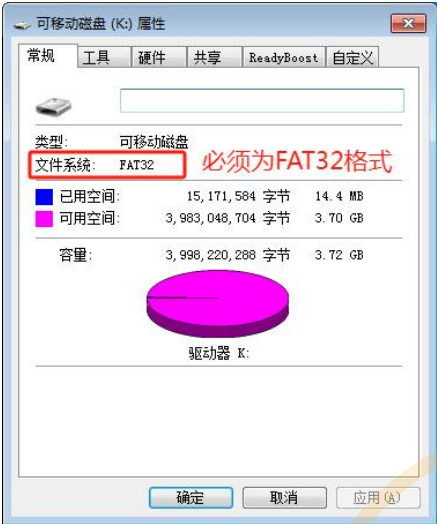 可移动磁盘 (K:) 属性
常规 工具 硬件 共享 ReadyBoost 自定义
类型: 可移动磁盘
文件系统: FAT32 必须为FAT32格式
已用空间: 15,171,584 字节 14.4 MB
可用空间: 3,983,048,704 字节 3.70 GB
容量: 3,998,220,288 字节 3.72 GB
驱动器 K:
确定 取消 应用(A)